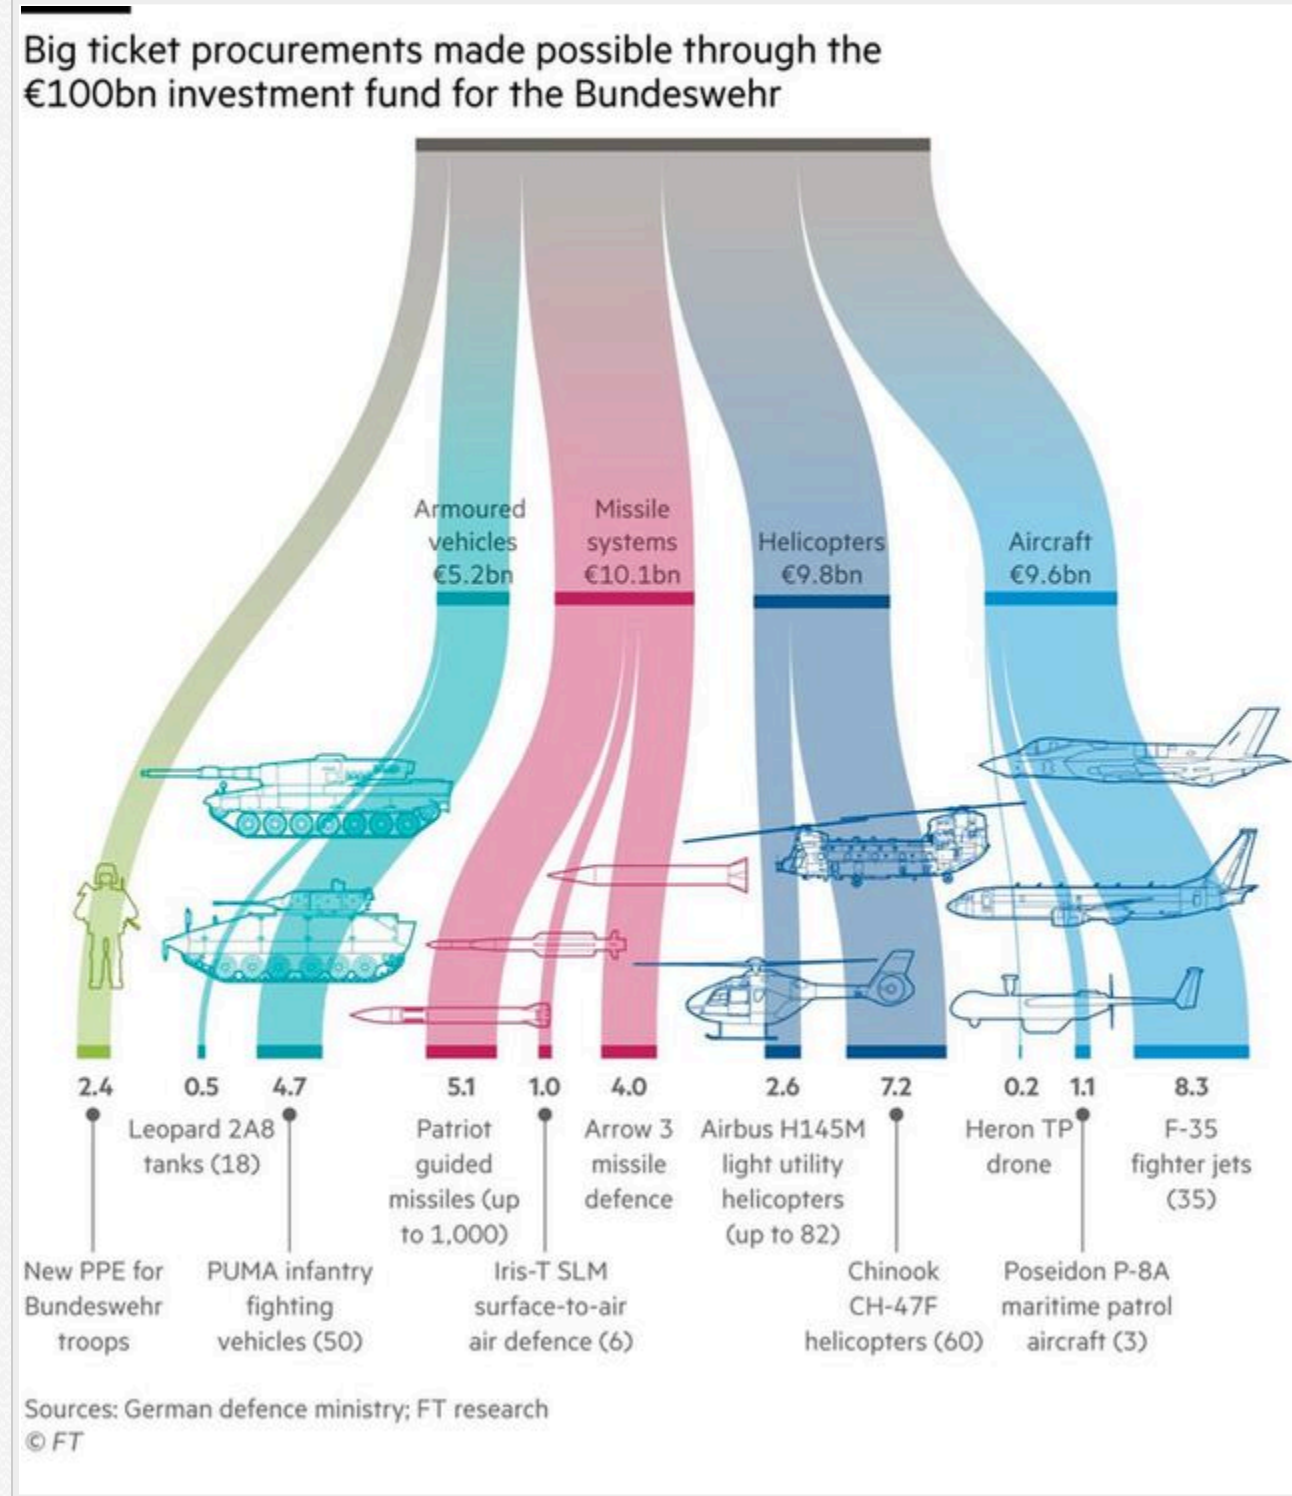 Big ticket procurements made possible through the
€100bn investment fund for the Bundeswehr
Armoured
vehicles
€5.2bn
Missile
systems
€10.1bn
Helicopters
€9.8bn
Aircraft
€9.6bn
2.4
New PPE for
Bundeswehr
troops
0.5
Leopard 2A8
tanks (18)
4.7
PUMA infantry
fighting
vehicles (50)
5.1
Patriot
guided
missiles (up
to 1,000)
1.0
Iris-T SLM
surface-to-air
air defence (6)
4.0
Arrow 3
missile
defence
2.6
Airbus H145M
light utility
helicopters
(up to 82)
7.2
Chinook
CH-47F
helicopters (60)
0.2
Heron TP
drone
1.1
Poseidon P-8A
maritime patrol
aircraft (3)
8.3
F-35
fighter jets
(35)
Sources: German defence ministry; FT research
© FT